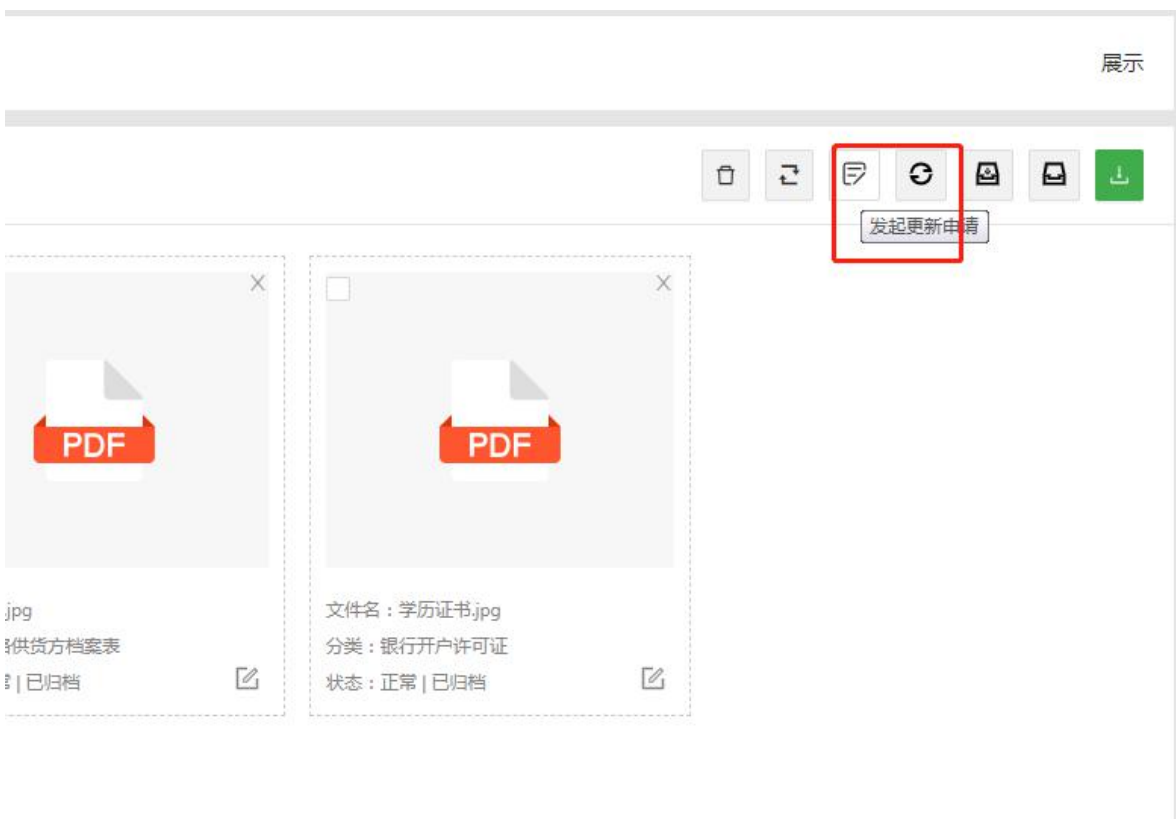 展示
发起更新申请
PDF
PDF
.jpg
供货方档案表
| 已归档
文件名：学历证书.jpg
分类：银行开户许可证
状态：正常 | 已归档